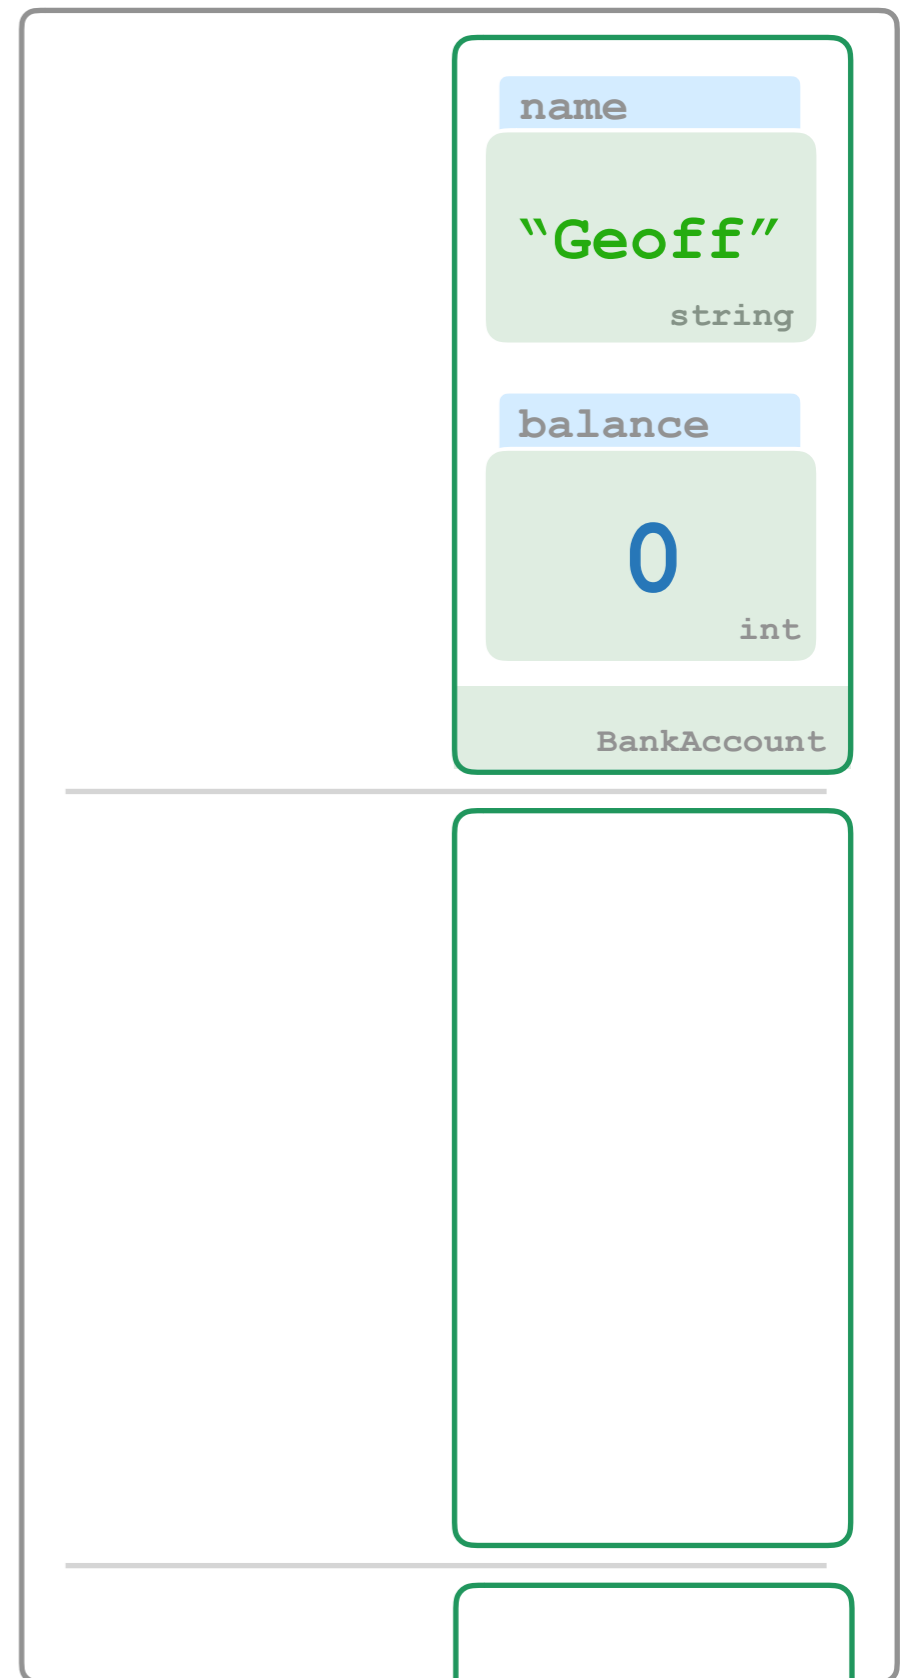 name
“Geoff”
string
balance
0
int
BankAccount